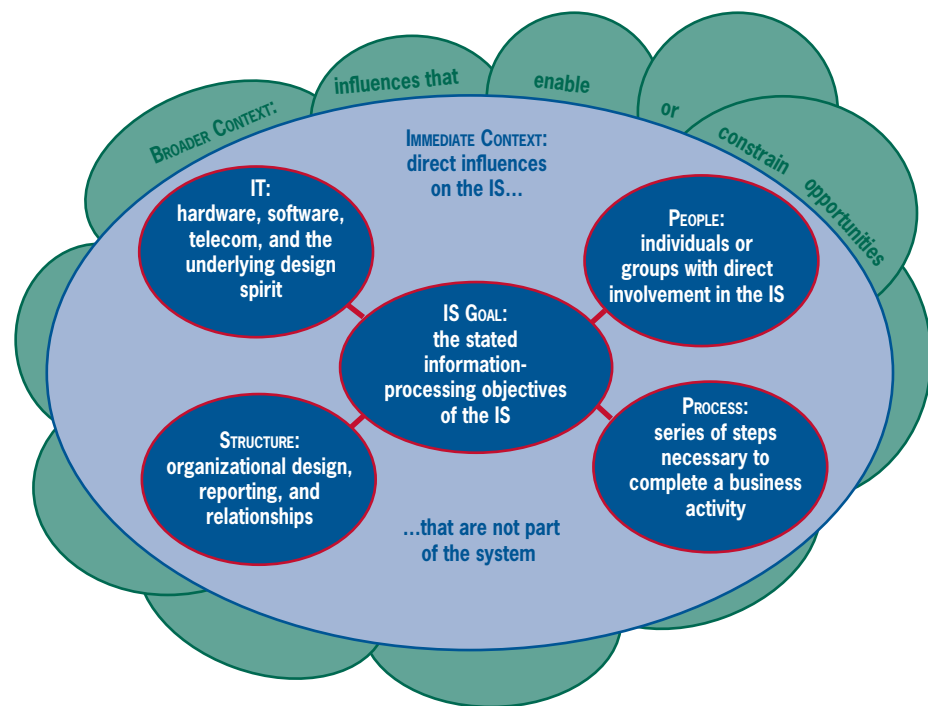 BROADER CONTEXT: influences that enable or constrain opportunities
IMMEDIATE CONTEXT:
direct influences
on the IS...
IT:
hardware, software,
telecom, and the
underlying design
spirit
PEOPLE:
individuals or
groups with direct
involvement in the IS
IS GOAL:
the stated
information-
processing objectives
of the IS
STRUCTURE:
organizational design,
reporting, and
relationships
PROCESS:
series of steps
necessary to
complete a business
activity
...that are not part
of the system